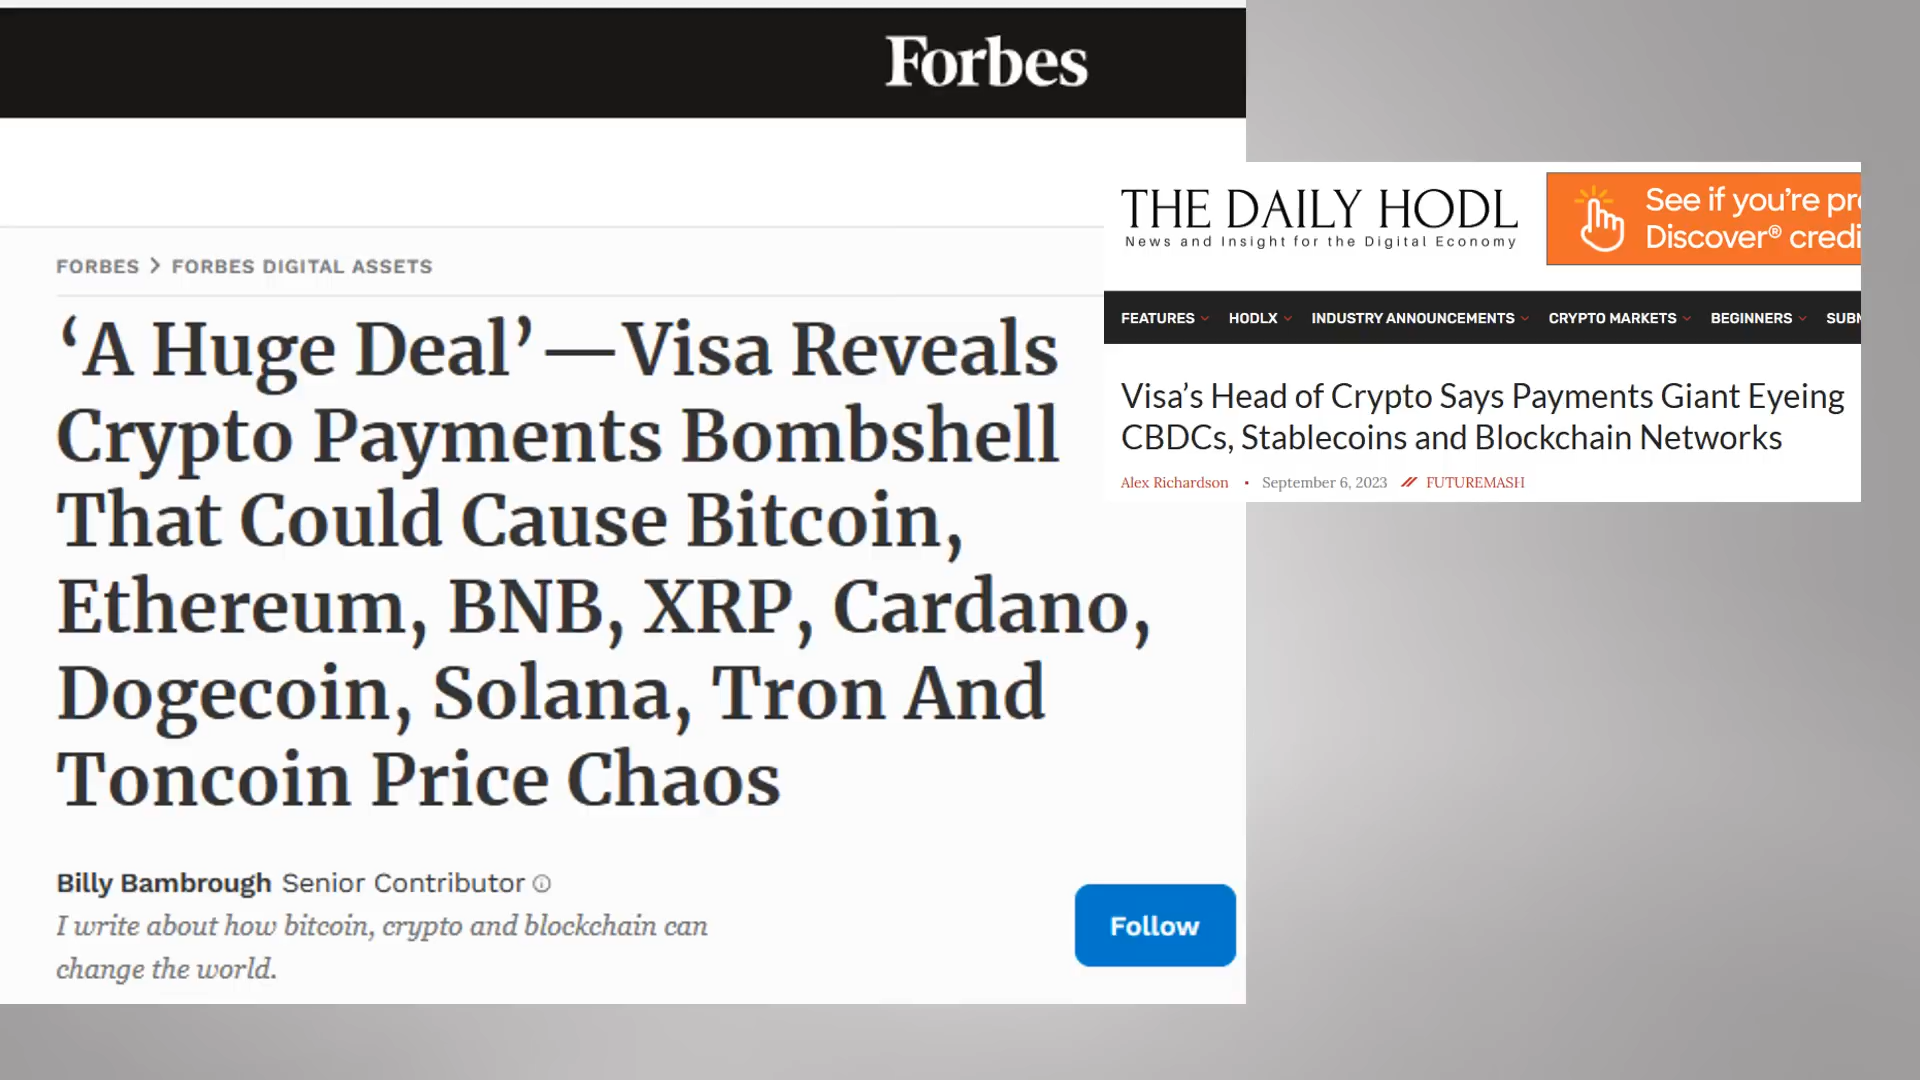 Forbes
FORBES > FORBES DIGITAL ASSETS
‘A Huge Deal’—Visa Reveals
Crypto Payments Bombshell
That Could Cause Bitcoin,
Ethereum, BNB, XRP, Cardano,
Dogecoin, Solana, Tron And
Toncoin Price Chaos
Billy Bambrough Senior Contributor
I write about how bitcoin, crypto and blockchain can
change the world.
Follow
THE DAILY HODL
News and Insight for the Digital Economy
See if you're pr
Discover® credi
FEATURES HODLX INDUSTRY ANNOUNCEMENTS CRYPTO MARKETS BEGINNERS SUBM
Visa’s Head of Crypto Says Payments Giant Eyeing
CBDCs, Stablecoins and Blockchain Networks
Alex Richardson • September 6, 2023 // FUTUREMASH